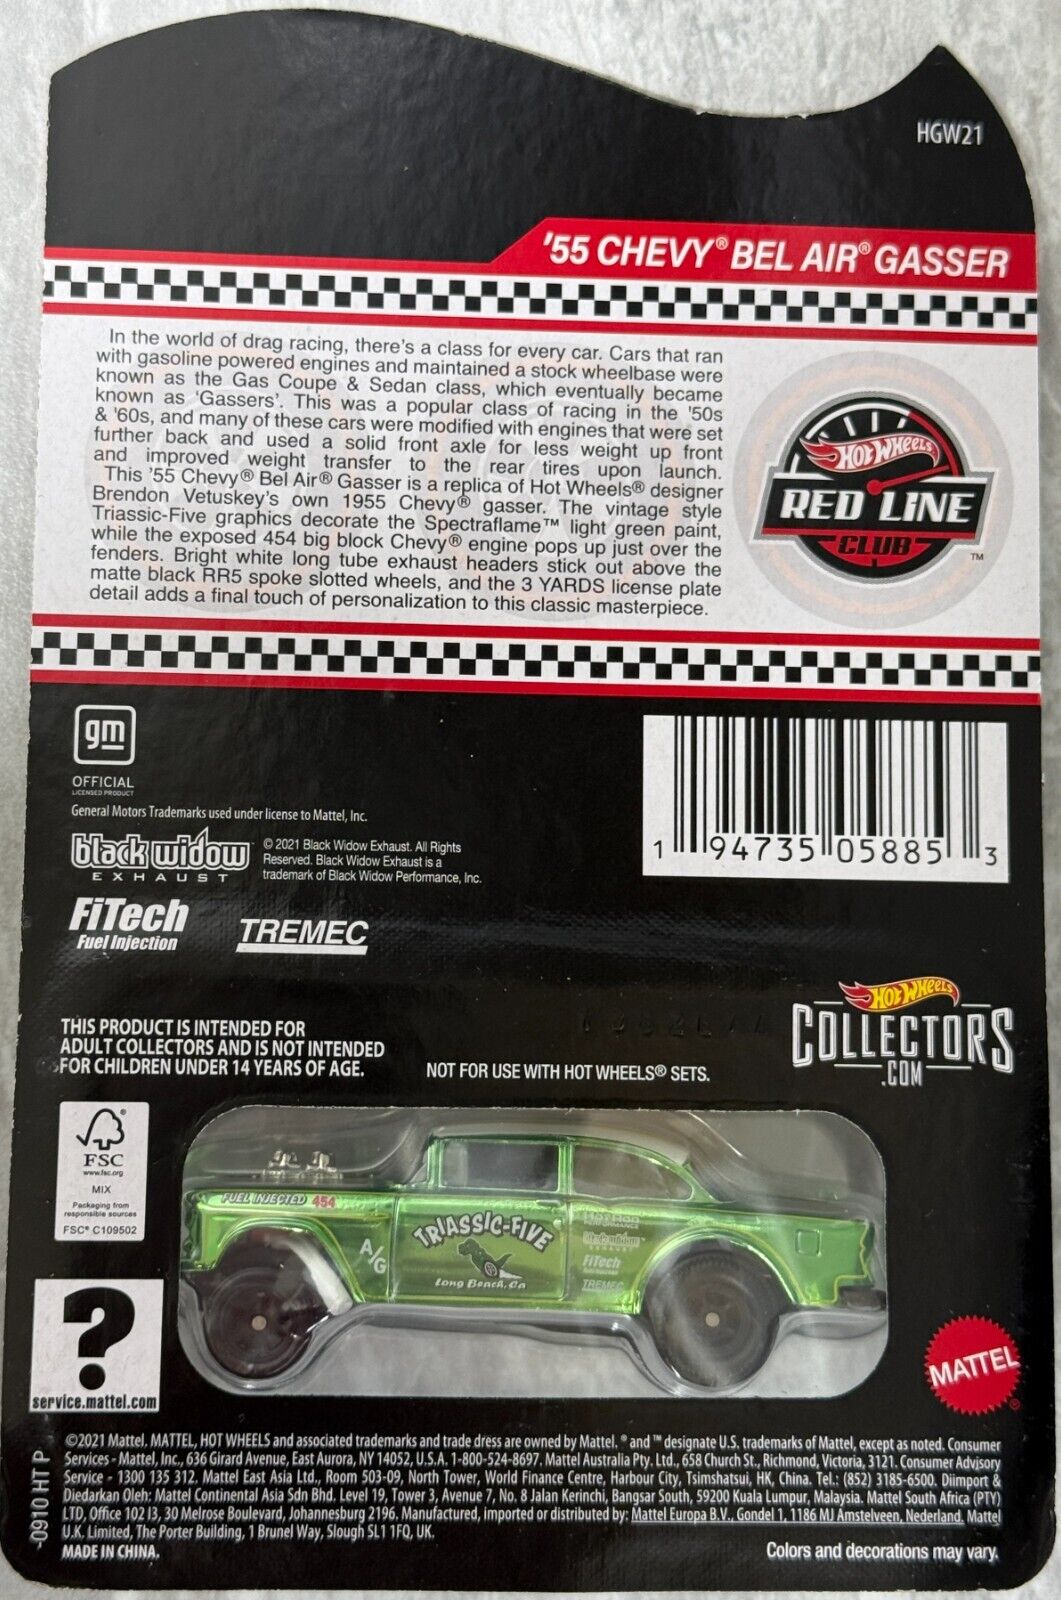 HGW21
'55 CHEVY® BEL AIR® GASSER
In the world of drag racing, there's a class for every car. Cars that ran
with gasoline powered engines and maintained a stock wheelbase were
known as the Gas Coupe & Sedan class, which eventually became
known as 'Gassers'. This was a popular class of racing in the '50s
& '60s, and many of these cars were modified with engines that were set
further back and used a solid front axle for less weight up front
and improved weight transfer to the rear tires upon launch.
This '55 Chevy® Bel Air® Gasser is a replica of Hot Wheels® designer
Brendon Vetuskey's own 1955 Chevy® gasser. The vintage style
Triassic-Five graphics decorate the Spectraflame™ light green paint,
while the exposed 454 big block Chevy® engine pops up just over the
fenders. Bright white long tube exhaust headers stick out above the
matte black RR5 spoke slotted wheels, and the 3 YARDS license plate
detail adds a final touch of personalization to this classic masterpiece.
HOT WHEELS
RED LINE
CLUB™
gm
OFFICIAL
LICENSED PRODUCT
General Motors Trademarks used under license to Mattel, Inc.
black widow
EXHAUST
© 2021 Black Widow Exhaust. All Rights
Reserved. Black Widow Exhaust is a
trademark of Black Widow Performance, Inc.
FiTech
Fuel Injection
TREMEC
1 94735 05885 3
HOT WHEELS
COLLECTORS
.COM
THIS PRODUCT IS INTENDED FOR
ADULT COLLECTORS AND IS NOT INTENDED
FOR CHILDREN UNDER 14 YEARS OF AGE.
NOT FOR USE WITH HOT WHEELS® SETS.
FSC
www.fsc.org
MIX
Packaging from
responsible sources
FSC® C109502
FUEL INJECTED 454
A/G
TRIASSIC-FIVE
Long Beach, Ca
PERFORMANCE
black widow
EXHAUST
FiTech
TREMEC
?
service.mattel.com
MATTEL®
©2021 Mattel. MATTEL, HOT WHEELS and associated trademarks and trade dress are owned by Mattel. ® and ™ designate U.S. trademarks of Mattel, except as noted. Consumer
Services - Mattel, Inc., 636 Girard Avenue, East Aurora, NY 14052, U.S.A. 1-800-524-8697. Mattel Australia Pty. Ltd., 658 Church St., Richmond, Victoria, 3121. Consumer Advisory
Service - 1300 135 312. Mattel East Asia Ltd., Room 503-09, North Tower, World Finance Centre, Harbour City, Tsimshatsui, HK, China. Tel.: (852) 3185-6500. Diimport &
Diedarkan Oleh: Mattel Continental Asia Sdn Bhd. Level 19, Tower 3, Avenue 7, No. 8 Jalan Kerinchi, Bangsar South, 59200 Kuala Lumpur, Malaysia. Mattel South Africa (PTY)
LTD, Office 102 I3, 30 Melrose Boulevard, Johannesburg 2196. Manufactured, imported or distributed by: Mattel Europa B.V., Gondel 1, 1186 MJ Amstelveen, Nederland. Mattel
U.K. Limited, The Porter Building, 1 Brunel Way, Slough SL1 1FQ, UK.
MADE IN CHINA.
Colors and decorations may vary.
-0910 HT P